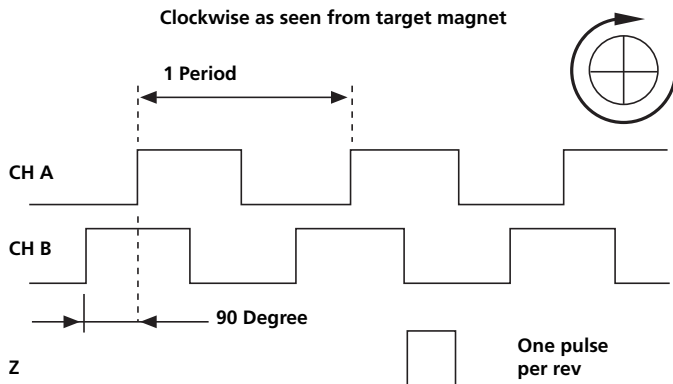 Clockwise as seen from target magnet
1 Period
CH A
CH B
90 Degree
Z
One pulse
per rev